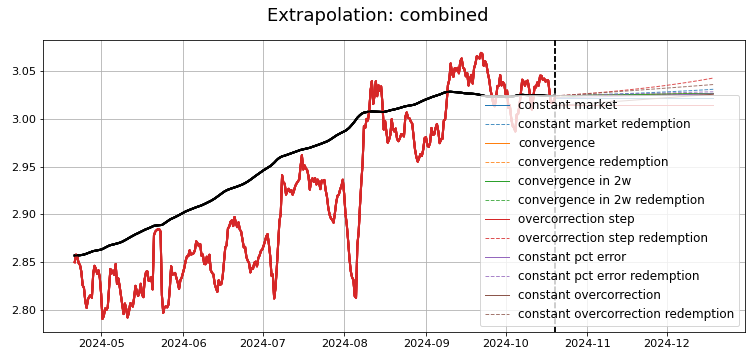 Extrapolation: combined
3.05
3.00
2.95
2.90
2.85
2.80
constant market
constant market redemption
convergence
convergence redemption
convergence in 2w
convergence in 2w redemption
overcorrection step
overcorrection step redemption
constant pct error
constant pct error redemption
constant overcorrection
constant overcorrection redemption
2024-05 2024-06 2024-07 2024-08 2024-09 2024-10 2024-11 2024-12